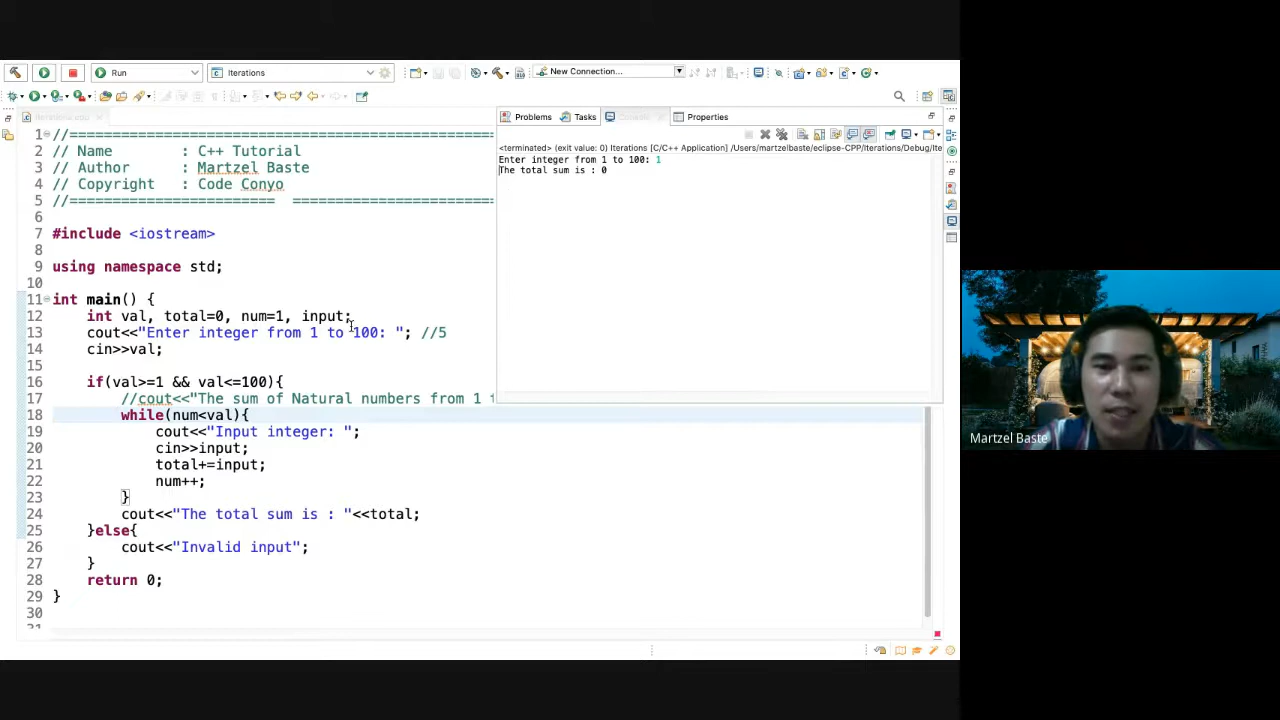 Run
Iterations
New Connection...
Iterations.cpp
Problems
Tasks
Console
Properties
<terminated> (exit value: 0) Iterations [C/C++ Application] /Users/martzelbaste/eclipse-CPP/Iterations/Debug/Ite
Enter integer from 1 to 100: 1
The total sum is : 0
1 //==================================================
2 // Name        : C++ Tutorial
3 // Author      : Martzel Baste
4 // Copyright   : Code Conyo
5 //========================  ========================
6
7 #include <iostream>
8
9 using namespace std;
10
11 int main() {
12     int val, total=0, num=1, input;
13     cout<<"Enter integer from 1 to 100: "; //5
14     cin>>val;
15
16     if(val>=1 && val<=100){
17         //cout<<"The sum of Natural numbers from 1 t
18         while(num<val){
19             cout<<"Input integer: ";
20             cin>>input;
21             total+=input;
22             num++;
23         }
24         cout<<"The total sum is : "<<total;
25     }else{
26         cout<<"Invalid input";
27     }
28     return 0;
29 }
30
31
Martzel Baste